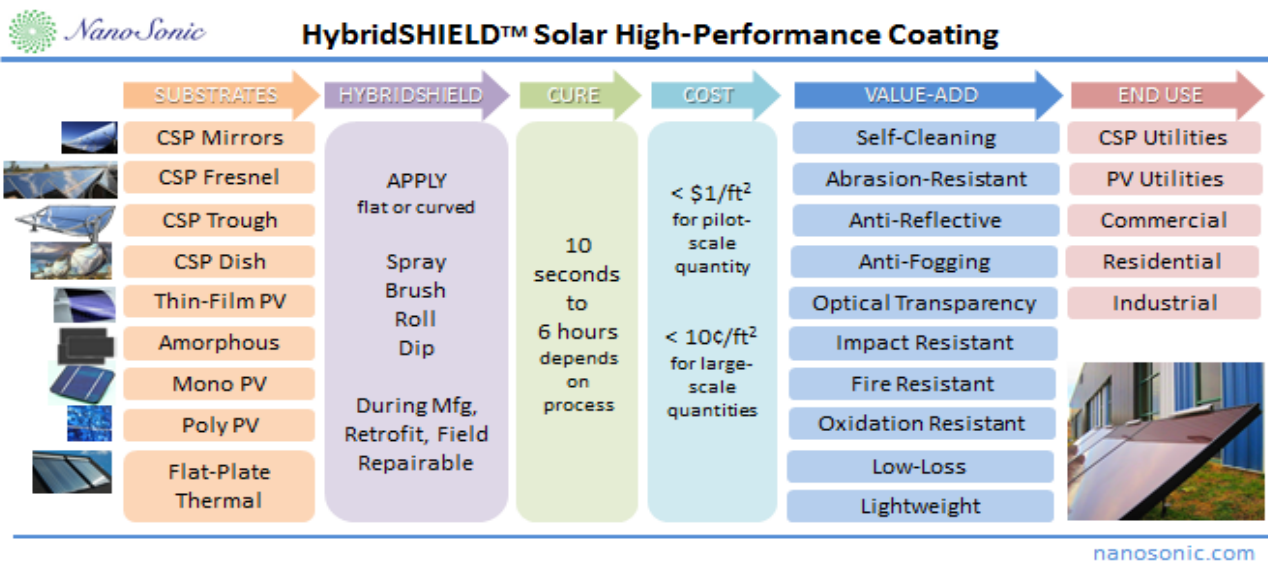 NanoSonic
HybridSHIELD™ Solar High-Performance Coating
SUBSTRATES
CSP Mirrors
CSP Fresnel
CSP Trough
CSP Dish
Thin-Film PV
Amorphous
Mono PV
Poly PV
Flat-Plate
Thermal
HYBRIDSHIELD
APPLY
flat or curved
Spray
Brush
Roll
Dip
During Mfg,
Retrofit, Field
Repairable
CURE
10
seconds
to
6 hours
depends
on
process
COST
< $1/ft²
for pilot-
scale
quantity
< 10¢/ft²
for large-
scale
quantities
VALUE-ADD
Self-Cleaning
Abrasion-Resistant
Anti-Reflective
Anti-Fogging
Optical Transparency
Impact Resistant
Fire Resistant
Oxidation Resistant
Low-Loss
Lightweight
END USE
CSP Utilities
PV Utilities
Commercial
Residential
Industrial
nanosonic.com